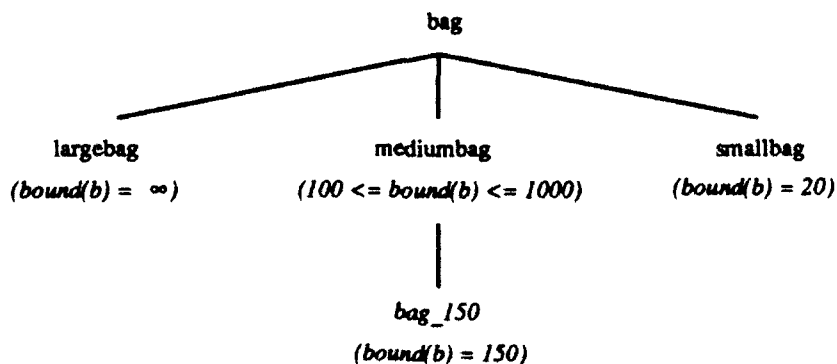 bag
largebag mediumbag smallbag
(bound(b) = ∞) (100 <= bound(b) <= 1000) (bound(b) = 20)
bag_150
(bound(b) = 150)